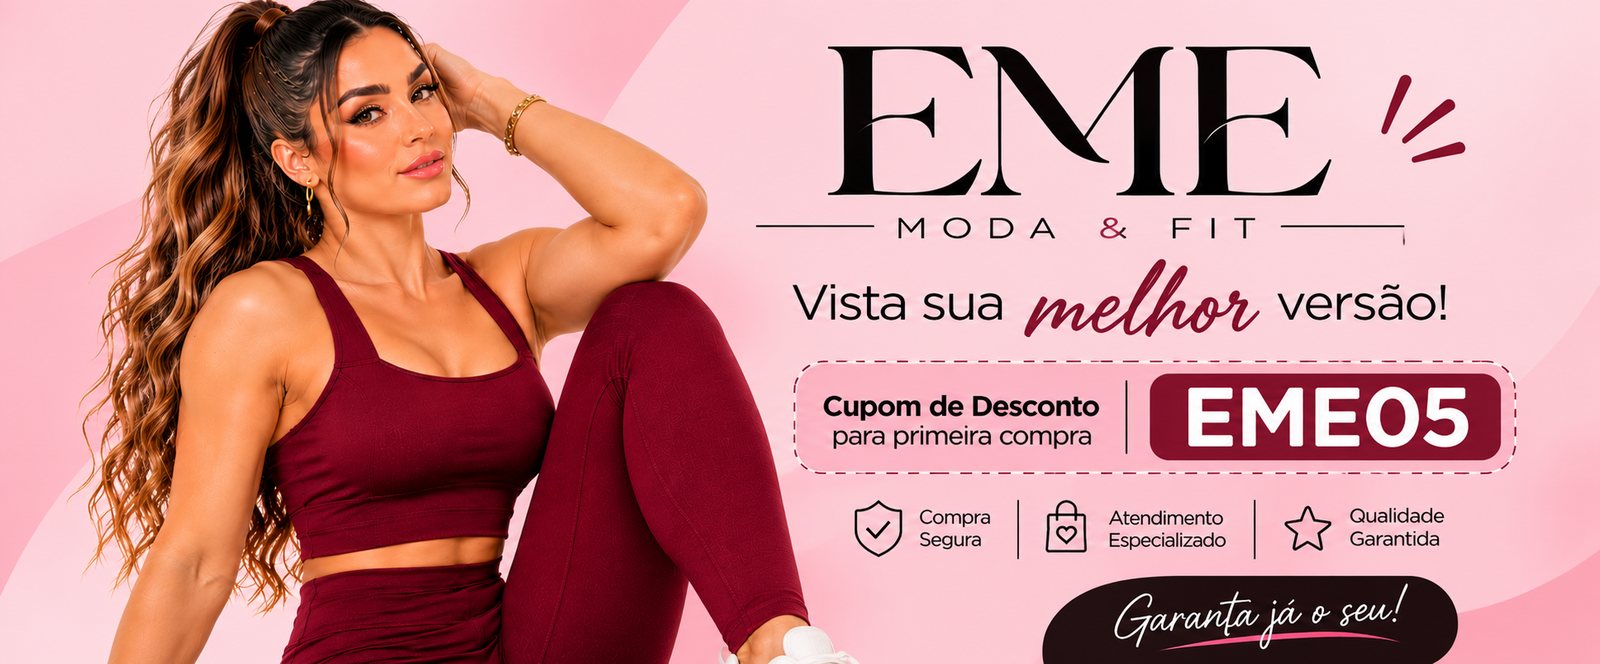 EME
MODA & FIT
Vista sua melhor versão!
Cupom de Desconto
para primeira compra
EME05
Compra
Segura
Atendimento
Especializado
Qualidade
Garantida
Garanta já o seu!